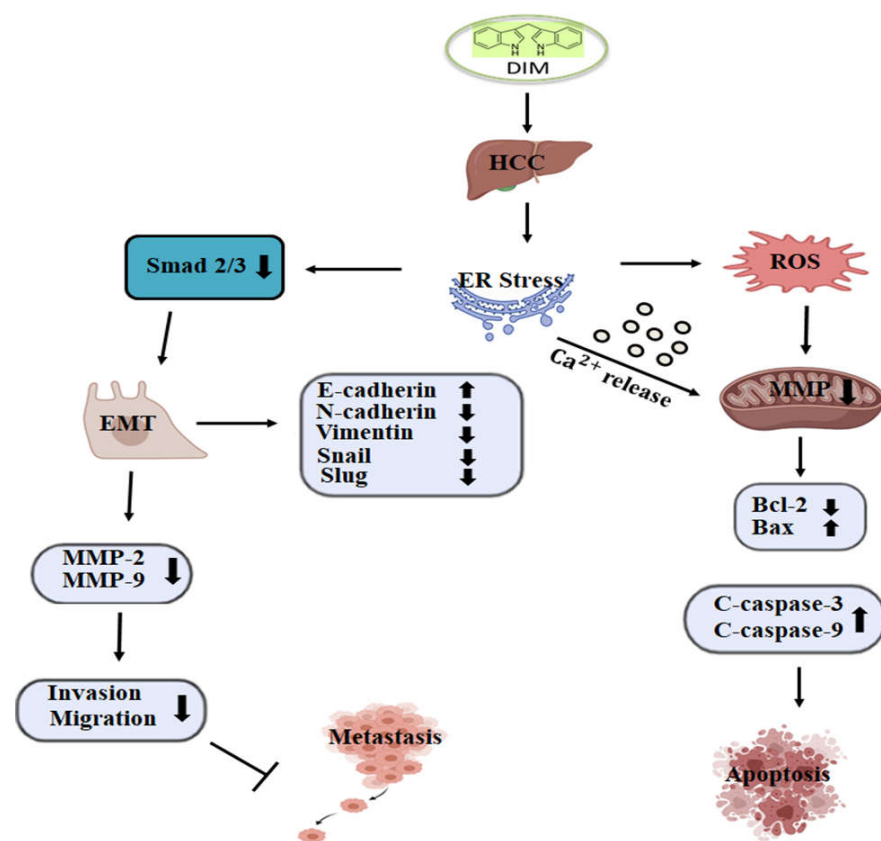 N
H
N
H
DIM
HCC
Smad 2/3
ER Stress
ROS
Ca²⁺ release
MMP
EMT
E-cadherin
N-cadherin
Vimentin
Snail
Slug
Bcl-2
Bax
MMP-2
MMP-9
C-caspase-3
C-caspase-9
Invasion
Migration
Metastasis
Apoptosis